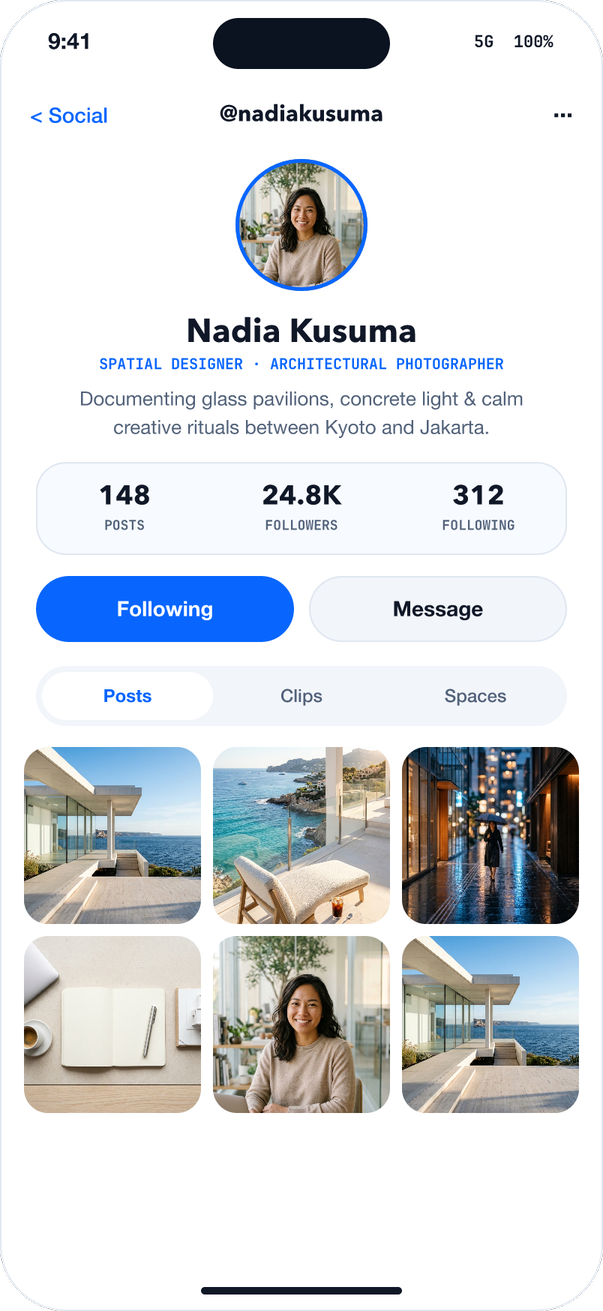 9:41
5G 100%
< Social
@nadiakusuma
···
Nadia Kusuma
SPATIAL DESIGNER · ARCHITECTURAL PHOTOGRAPHER
Documenting glass pavilions, concrete light & calm
creative rituals between Kyoto and Jakarta.
148 24.8K 312
POSTS FOLLOWERS FOLLOWING
Following Message
Posts Clips Spaces